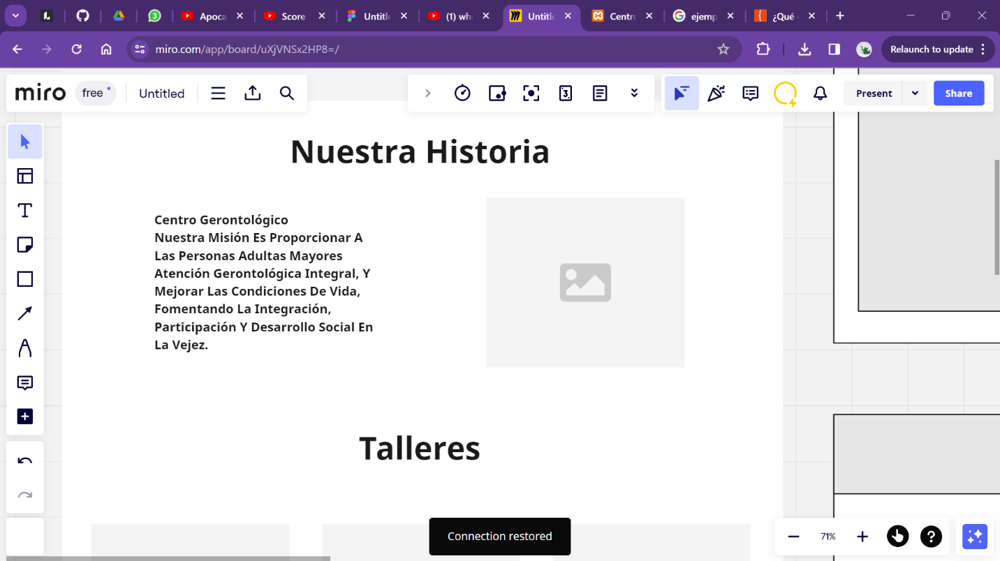 3
Apoca
Score
Untitle
(1) whe
Untitle
Centro
ejemp
¿Qué
miro.com/app/board/uXjVNSx2HP8=/
Relaunch to update
miro
free
Untitled
3
Present
Share
Nuestra Historia
Centro Gerontológico
Nuestra Misión Es Proporcionar A
Las Personas Adultas Mayores
Atención Gerontológica Integral, Y
Mejorar Las Condiciones De Vida,
Fomentando La Integración,
Participación Y Desarrollo Social En
La Vejez.
Talleres
Connection restored
71%